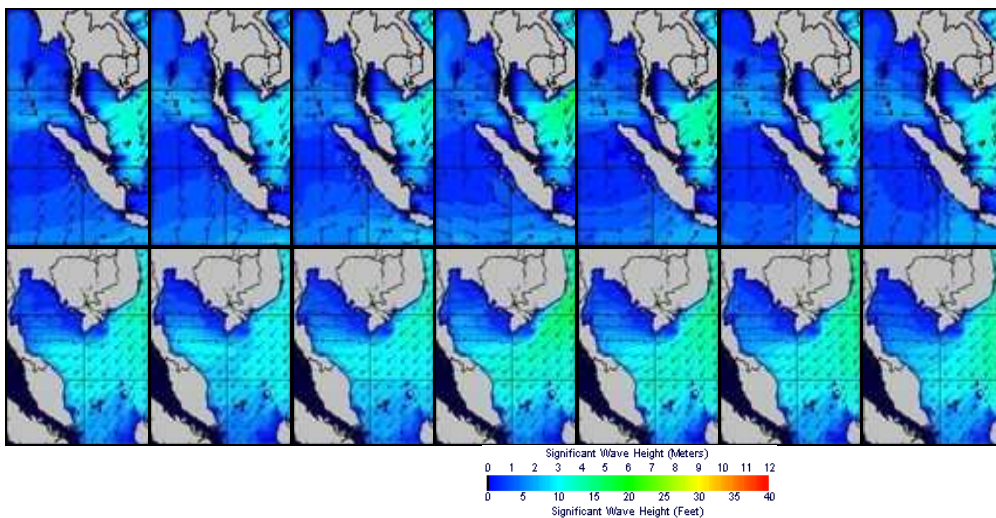 Significant Wave Height (Meters)
0 1 2 3 4 5 6 7 8 9 10 11 12
0 5 10 15 20 25 30 35 40
Significant Wave Height (Feet)